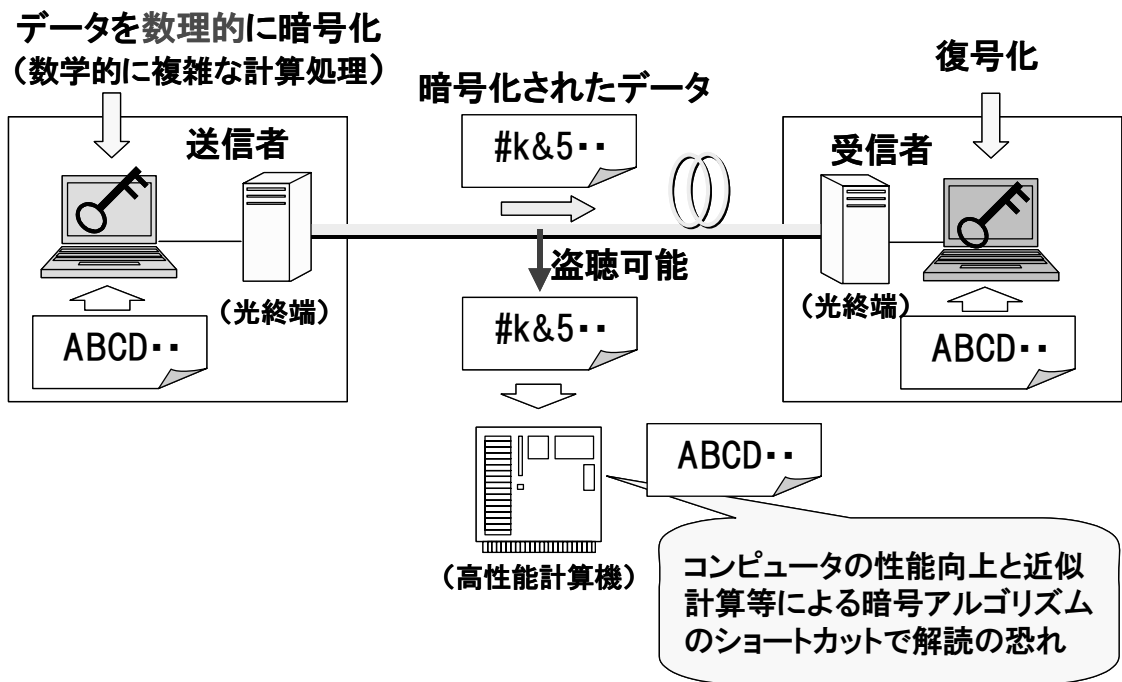 データを数理的に暗号化
（数学的に複雑な計算処理）
復号化
暗号化されたデータ
送信者
#k&5･･
受信者
盗聴可能
（光終端）
（光終端）
#k&5･･
ABCD･･
ABCD･･
ABCD･･
（高性能計算機）
コンピュータの性能向上と近似
計算等による暗号アルゴリズム
のショートカットで解読の恐れ